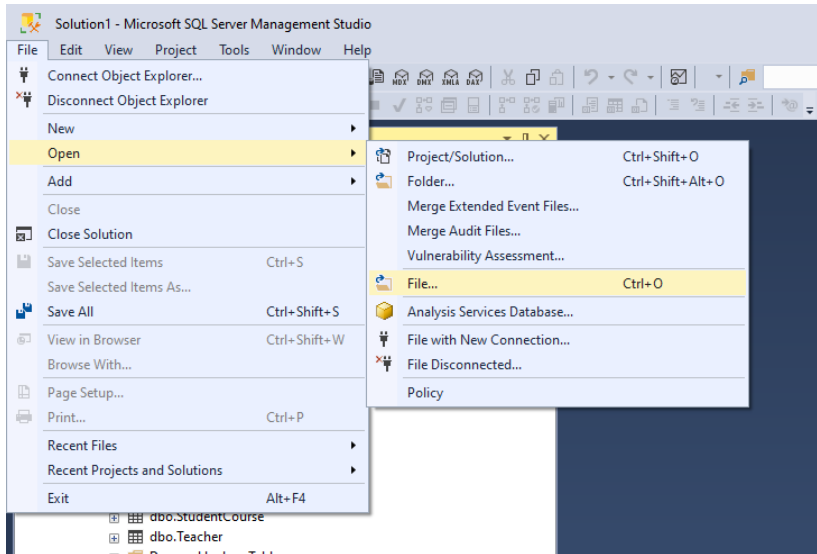 Solution1 - Microsoft SQL Server Management Studio
File Edit View Project Tools Window Help
Connect Object Explorer...
Disconnect Object Explorer
New
Open
Add
Close
Close Solution
Save Selected Items Ctrl+S
Save Selected Items As...
Save All Ctrl+Shift+S
View in Browser Ctrl+Shift+W
Browse With...
Page Setup...
Print... Ctrl+P
Recent Files
Recent Projects and Solutions
Exit Alt+F4
MDX DMX XMLA DAX
Project/Solution... Ctrl+Shift+O
Folder... Ctrl+Shift+Alt+O
Merge Extended Event Files...
Merge Audit Files...
Vulnerability Assessment...
File... Ctrl+O
Analysis Services Database...
File with New Connection...
File Disconnected...
Policy
dbo.StudentCourse
dbo.Teacher